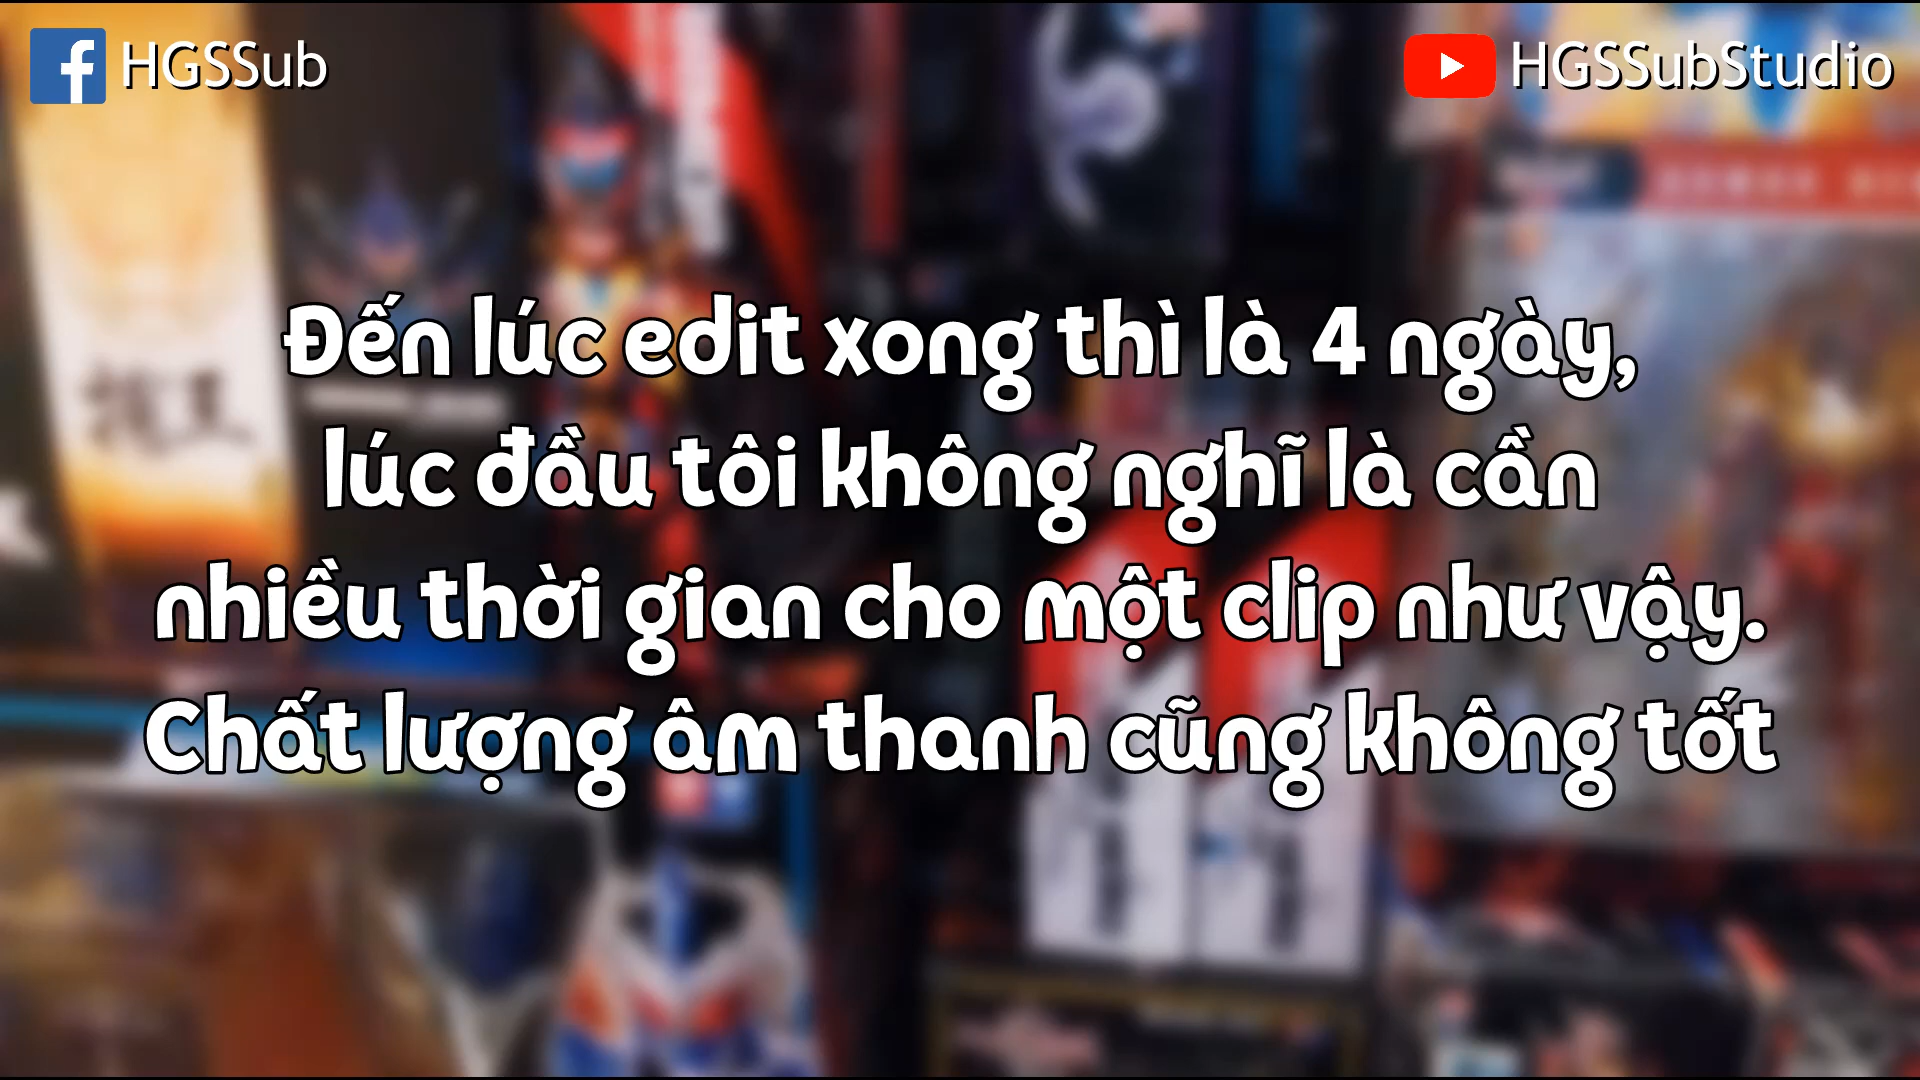 HGSSub
HGSSubStudio
Đến lúc edit xong thì là 4 ngày,
lúc đầu tôi không nghĩ là cần
nhiều thời gian cho một clip như vậy.
Chất lượng âm thanh cũng không tốt